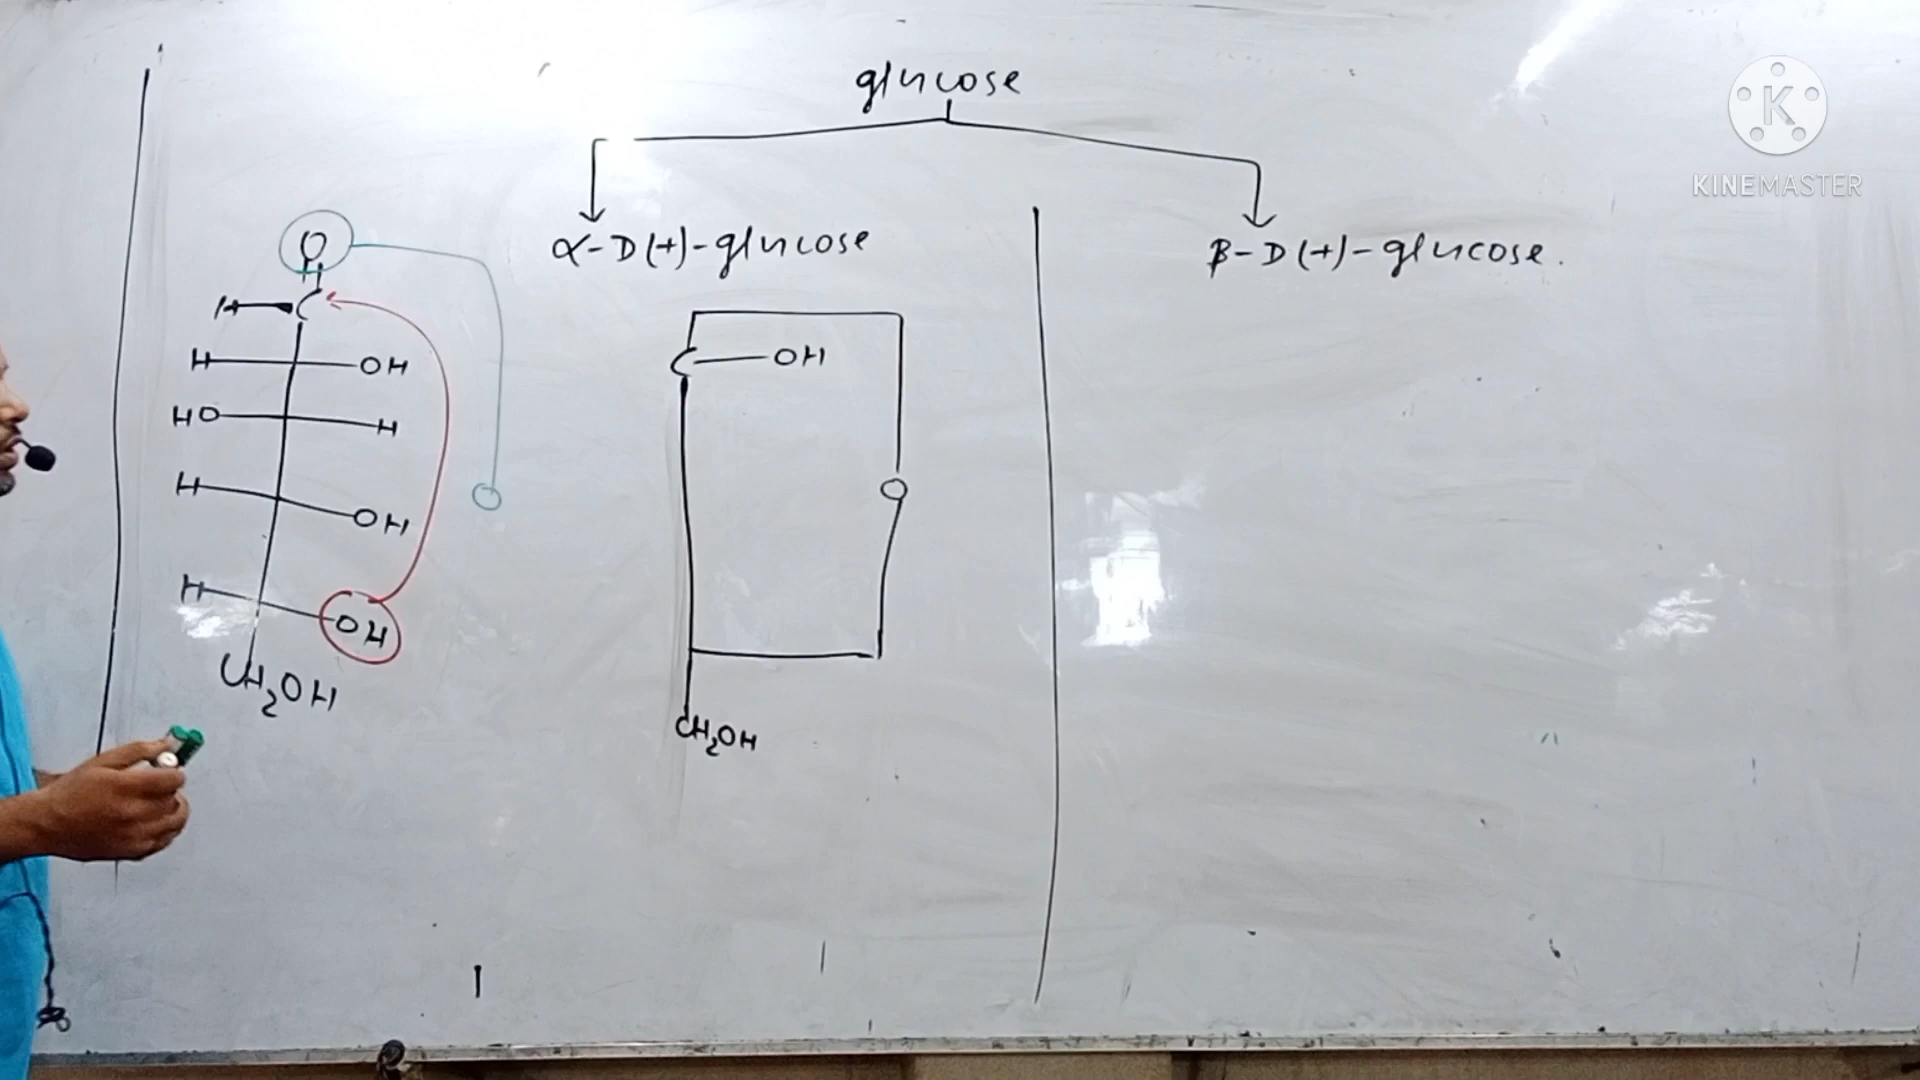 glucose
α-D(+)-glucose
β-D(+)-glucose.
O
H C
H OH
HO H
H OH
H OH
CH2OH
C OH
O
CH2OH
KINEMASTER